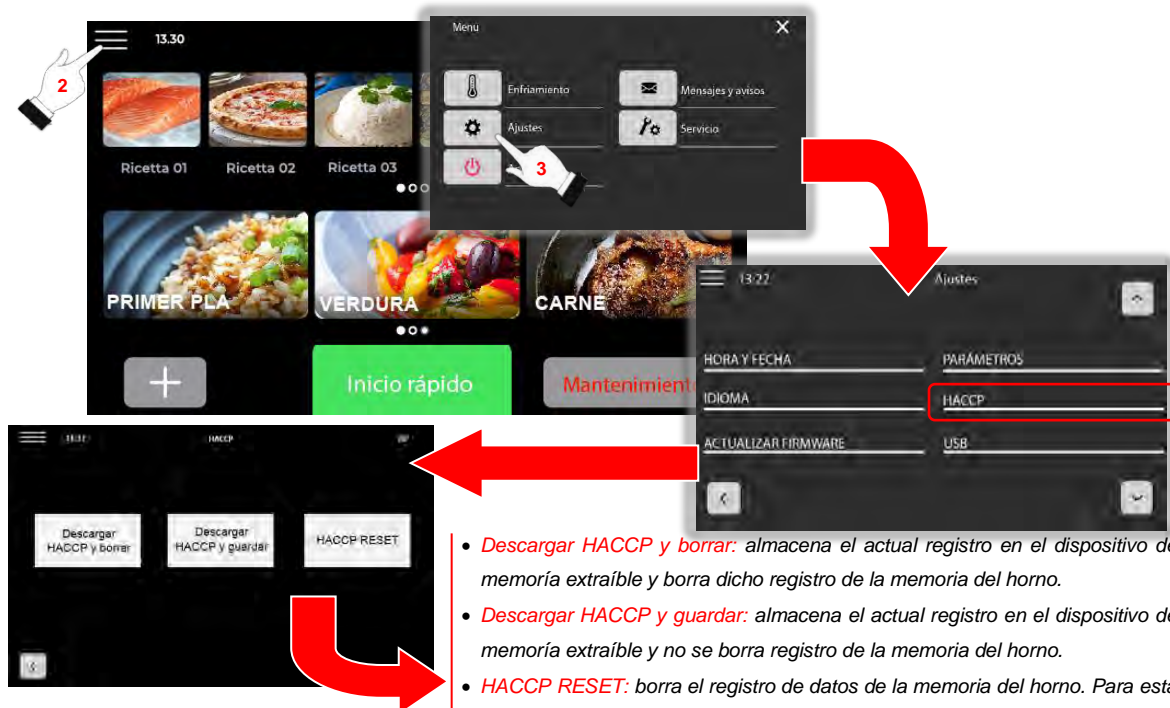 2
13.30
Ricetta 01
Ricetta 02
Ricetta 03
PRIMER PLA
VERDURA
CARNE
Inicio rápido
Mantenimient
Menu
Enfriamiento
Mensajes y avisos
Ajustes
Servicio
3
13:22
Ajustes
HORA Y FECHA
PARÁMETROS
IDIOMA
HACCP
ACTUALIZAR FIRMWARE
USB
HACCP
Descargar
HACCP y borrar
Descargar
HACCP y guardar
HACCP RESET
• Descargar HACCP y borrar: almacena el actual registro en el dispositivo de
memoría extraíble y borra dicho registro de la memoria del horno.
• Descargar HACCP y guardar: almacena el actual registro en el dispositivo de
memoría extraíble y no se borra registro de la memoria del horno.
• HACCP RESET: borra el registro de datos de la memoria del horno. Para esta